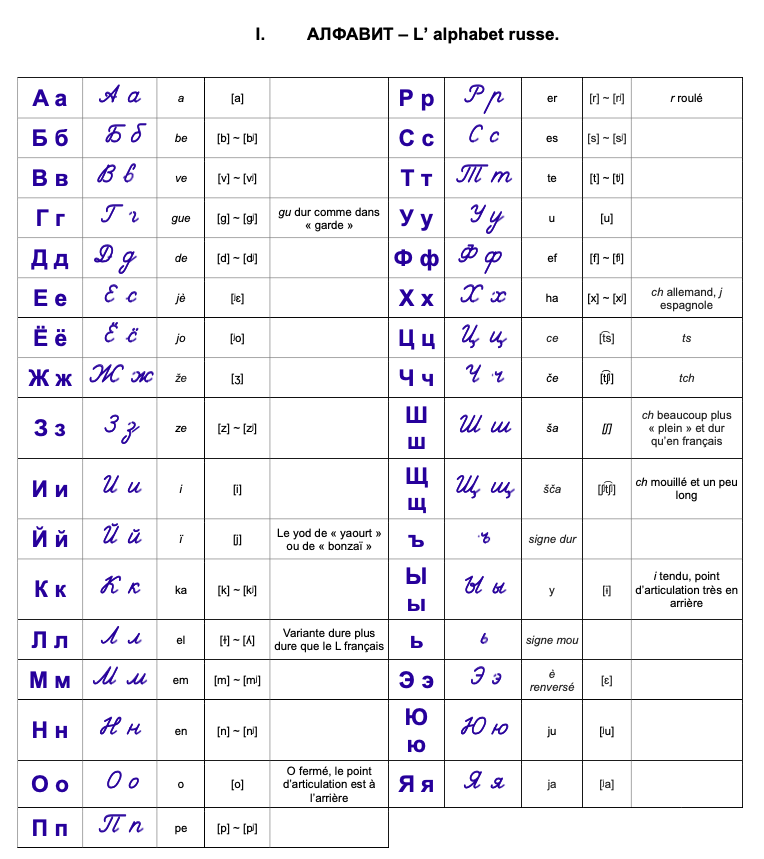 I. АЛФАВИТ – L’ alphabet russe.
А а А а a [a]
Б б Б б be [b] ~ [bʲ]
В в В в ve [v] ~ [vʲ]
Г г Г г gue [g] ~ [gʲ] gu dur comme dans
« garde »
Д д Д д de [d] ~ [dʲ]
Е е Е е jè [ʲɛ]
Ё ё Ё ё jo [ʲo]
Ж ж Ж ж že [ʒ]
З з З з ze [z] ~ [zʲ]
И и И и i [i]
Й й Й й ï [j] Le yod de « yaourt »
ou de « bonzaï »
К к К к ka [k] ~ [kʲ]
Л л Л л el [ɫ] ~ [ʎ] Variante dure plus
dure que le L français
М м М м em [m] ~ [mʲ]
Н н Н н en [n] ~ [nʲ]
О о О о o [o] O fermé, le point
d’articulation est à
l’arrière
П п П п pe [p] ~ [pʲ]
Р р Р р er [r] ~ [rʲ] r roulé
С с С с es [s] ~ [sʲ]
Т т Т т te [t] ~ [tʲ]
У у У у u [u]
Ф ф Ф ф ef [f] ~ [fʲ]
Х х Х х ha [x] ~ [xʲ] ch allemand, j
espagnole
Ц ц Ц ц ce [t͡s] ts
Ч ч Ч ч če [t͡ʃʲ] tch
Ш
ш Ш ш ša [ʃ] ch beaucoup plus
« plein » et dur
qu’en français
Щ
щ Щ щ šča [ʃʲt͡ʃʲ] ch mouillé et un peu
long
ъ ъ signe dur
Ы
ы Ы ы y [ɨ] i tendu, point
d’articulation très en
arrière
ь ь signe mou
Э э Э э è
renversé [ɛ]
Ю
ю Ю ю ju [ʲu]
Я я Я я ja [ʲa]